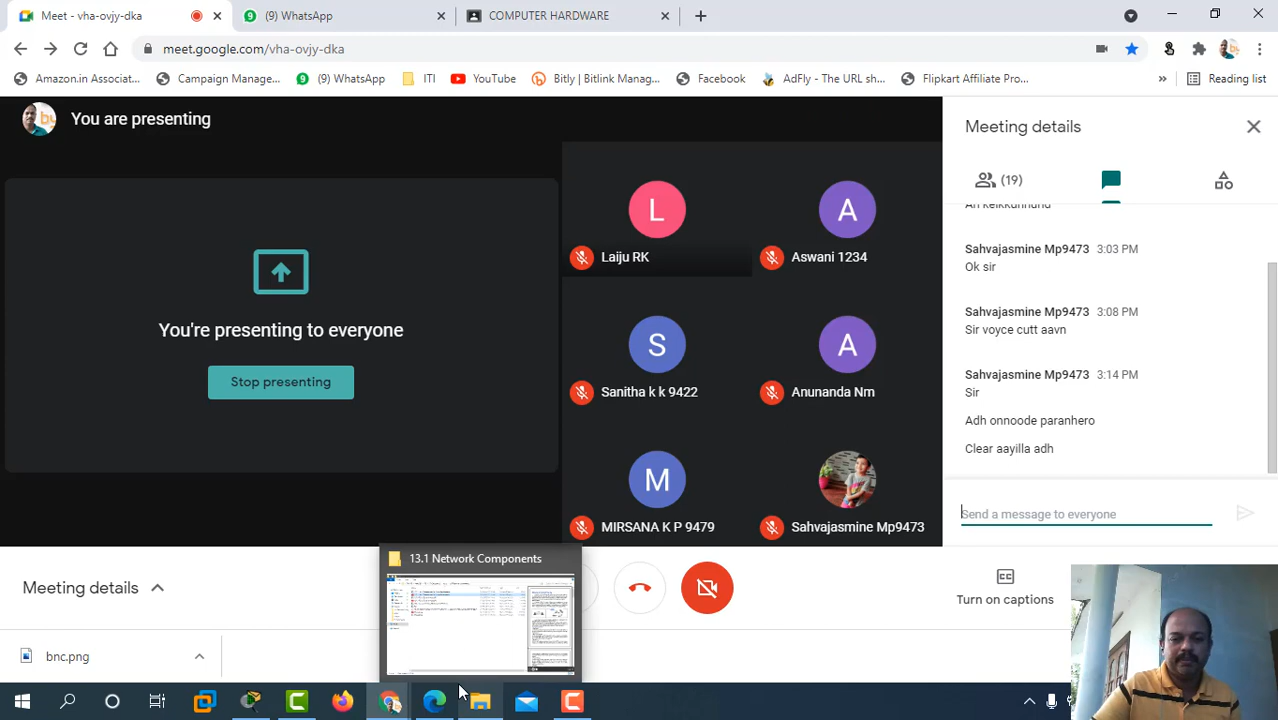 Meet - vha-ovjy-dka
(9) WhatsApp
COMPUTER HARDWARE
meet.google.com/vha-ovjy-dka
Amazon.in Associat...
Campaign Manage...
(9) WhatsApp
ITI
YouTube
Bitly | Bitlink Manag...
Facebook
AdFly - The URL sh...
Flipkart Affiliate Pro...
»
Reading list
You are presenting
You're presenting to everyone
Stop presenting
L
Laiju RK
A
Aswani 1234
S
Sanitha k k 9422
A
Anunanda Nm
M
MIRSANA K P 9479
Sahvajasmine Mp9473
Meeting details
(19)
Sahvajasmine Mp9473 3:03 PM
Ok sir
Sahvajasmine Mp9473 3:08 PM
Sir voyce cutt aavn
Sahvajasmine Mp9473 3:14 PM
Sir
Adh onnoode paranhero
Clear aayilla adh
Send a message to everyone
13.1 Network Components
Meeting details
Turn on captions
bnc.png